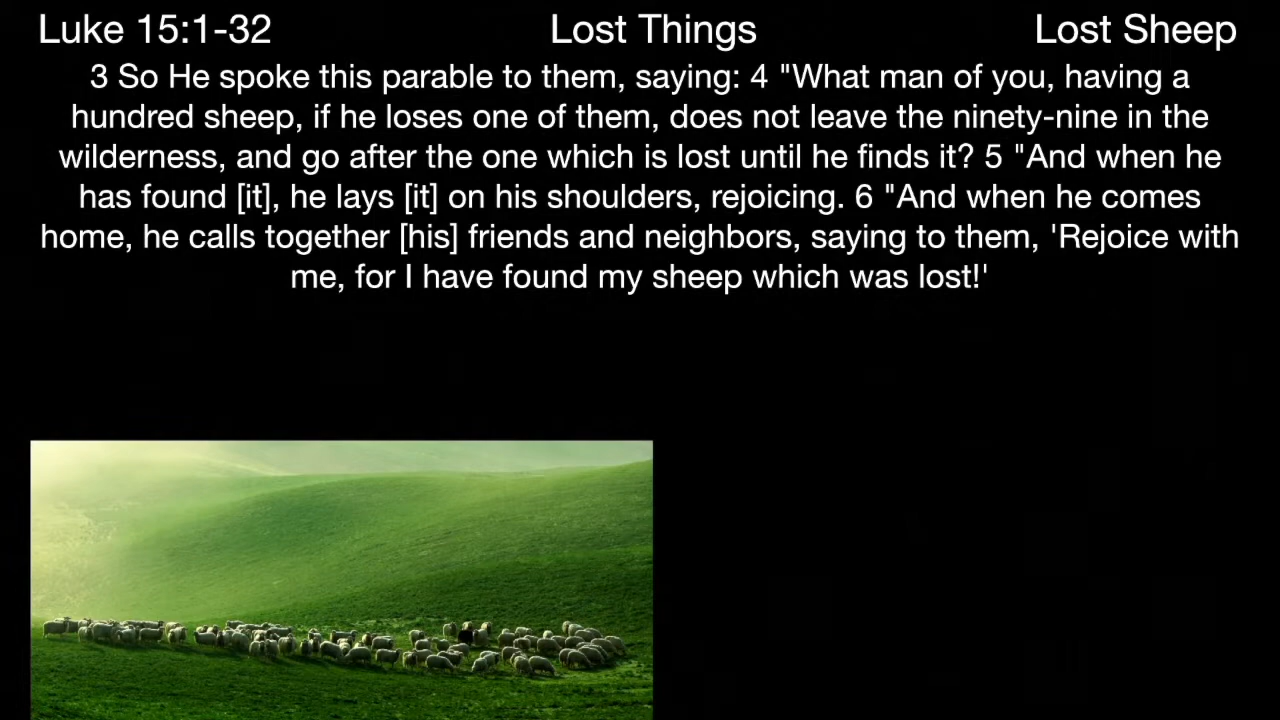 Luke 15:1-32 Lost Things Lost Sheep
3 So He spoke this parable to them, saying: 4 "What man of you, having a
hundred sheep, if he loses one of them, does not leave the ninety-nine in the
wilderness, and go after the one which is lost until he finds it? 5 "And when he
has found [it], he lays [it] on his shoulders, rejoicing. 6 "And when he comes
home, he calls together [his] friends and neighbors, saying to them, 'Rejoice with
me, for I have found my sheep which was lost!'